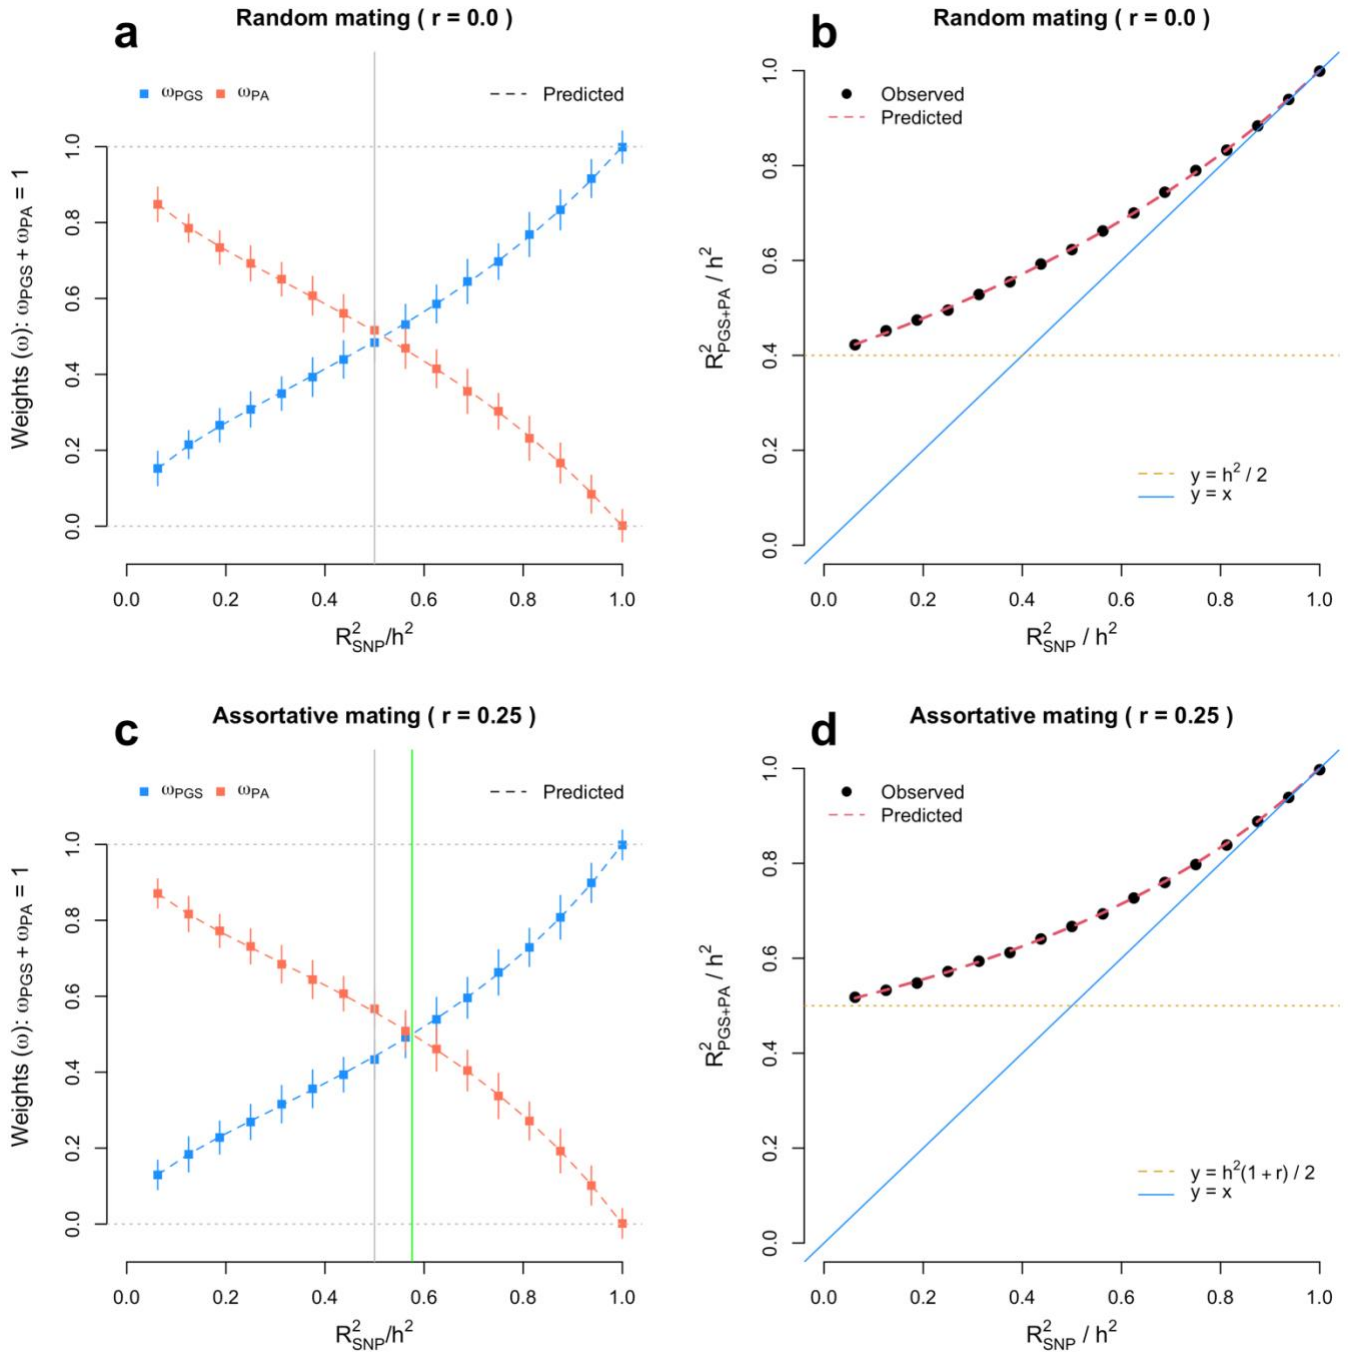 a
Random mating ( r = 0.0 )
ωPGS ωPA Predicted
Weights (ω): ωPGS + ωPA = 1
0.0 0.2 0.4 0.6 0.8 1.0
0.0 0.2 0.4 0.6 0.8 1.0
R²SNP/h²
b
Random mating ( r = 0.0 )
Observed
Predicted
R²PGS+PA / h²
0.0 0.2 0.4 0.6 0.8 1.0
y = h² / 2
y = x
0.0 0.2 0.4 0.6 0.8 1.0
R²SNP / h²
c
Assortative mating ( r = 0.25 )
ωPGS ωPA Predicted
Weights (ω): ωPGS + ωPA = 1
0.0 0.2 0.4 0.6 0.8 1.0
0.0 0.2 0.4 0.6 0.8 1.0
R²SNP/h²
d
Assortative mating ( r = 0.25 )
Observed
Predicted
R²PGS+PA / h²
0.0 0.2 0.4 0.6 0.8 1.0
y = h²(1 + r) / 2
y = x
0.0 0.2 0.4 0.6 0.8 1.0
R²SNP / h²